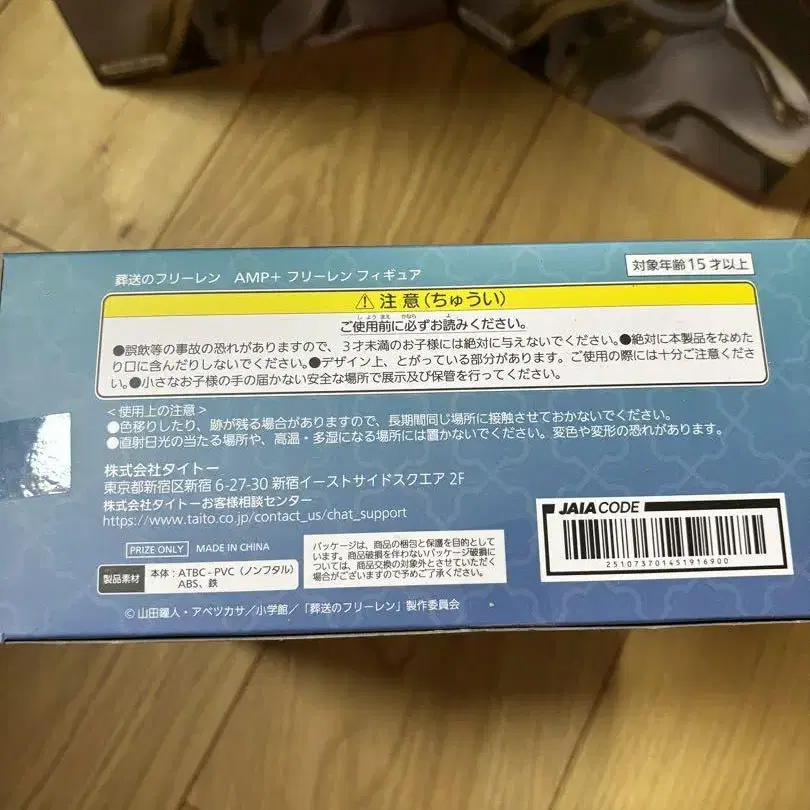 葬送のフリーレン AMP+ フリーレン フィギュア
対象年齢15才以上
⚠ 注意(ちゅうい)
ご使用前に必ずお読みください。
●誤飲等の事故の恐れがありますので、3才未満のお子様には絶対に与えないでください。●絶対に本製品をなめた
り口に含んだりしないでください。●デザイン上、とがっている部分があります。ご使用の際には十分ご注意くださ
い。●小さなお子様の手の届かない安全な場所で展示及び保管を行ってください。
<使用上の注意>
●色移りしたり、跡が残る場合がありますので、長期間同じ場所に接触させておかないでください。
●直射日光の当たる場所や、高温・多湿になる場所には置かないでください。変色や変形の恐れがあります。
株式会社タイトー
東京都新宿区新宿 6-27-30 新宿イーストサイドスクエア 2F
株式会社タイトーお客様相談センター
https://www.taito.co.jp/contact_us/chat_support
PRIZE ONLY MADE IN CHINA
製品素材 本体:ATBC-PVC(ノンフタル)
ABS、鉄
パッケージは、商品の梱包と保護を目的として
います。商品破損を伴わないパッケージ破損に
ついては、商品交換の対象外とさせていただく
場合がございますので予めご了承ください。
JAIA CODE
251073701451916900
©山田鐘人・アベツカサ/小学館/「葬送のフリーレン」製作委員会